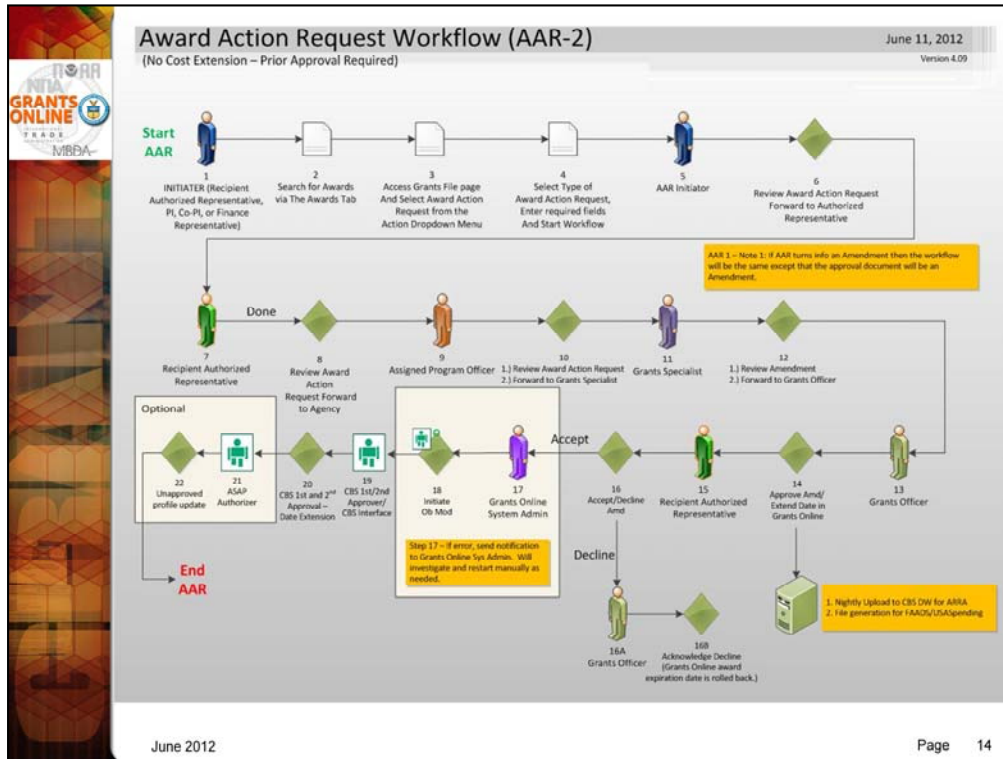 Award Action Request Workflow (AAR-2)
(No Cost Extension – Prior Approval Required)
June 11, 2012
Version 4.09
NOAA
NTIA
GRANTS
ONLINE
TRADE
MBDA
Start
AAR
1
INITIATER (Recipient
Authorized Representative,
PI, Co-PI, or Finance
Representative)
2
Search for Awards
via The Awards Tab
3
Access Grants File page
And Select Award Action
Request from the
Action Dropdown Menu
4
Select Type of
Award Action Request,
Enter required fields
And Start Workflow
5
AAR Initiator
6
Review Award Action Request
Forward to Authorized
Representative
AAR 1 – Note 1: If AAR turns info an Amendment then the workflow
will be the same except that the approval document will be an
Amendment.
Done
7
Recipient Authorized
Representative
8
Review Award
Action
Request Forward
to Agency
9
Assigned Program Officer
10
1.) Review Award Action Request
2.) Forward to Grants Specialist
11
Grants Specialist
12
1.) Review Amendment
2.) Forward to Grants Officer
13
Grants Officer
14
Approve Amd/
Extend Date in
Grants Online
15
Recipient Authorized
Representative
16
Accept/Decline
Amd
Accept
Decline
17
Grants Online
System Admin
18
Initiate
Ob Mod
Step 17 – If error, send notification
to Grants Online Sys Admin. Will
investigate and restart manually as
needed.
19
CBS 1st/2nd
Approver/
CBS Interface
20
CBS 1st and 2nd
Approval –
Date Extension
Optional
21
ASAP
Authorizer
22
Unapproved
profile update
End
AAR
16A
Grants Officer
16B
Acknowledge Decline
(Grants Online award
expiration date is rolled back.)
1. Nightly Upload to CBS DW for ARRA
2. File generation for FAADS/USASpending
June 2012
Page 14